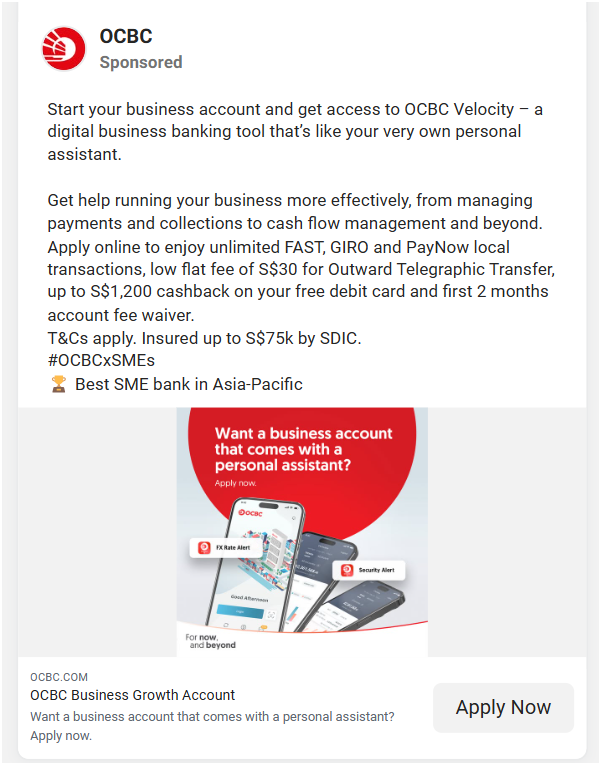 OCBC
Sponsored
Start your business account and get access to OCBC Velocity – a
digital business banking tool that's like your very own personal
assistant.
Get help running your business more effectively, from managing
payments and collections to cash flow management and beyond.
Apply online to enjoy unlimited FAST, GIRO and PayNow local
transactions, low flat fee of S$30 for Outward Telegraphic Transfer,
up to S$1,200 cashback on your free debit card and first 2 months
account fee waiver.
T&Cs apply. Insured up to S$75k by SDIC.
#OCBCxSMEs
🏆 Best SME bank in Asia-Pacific
Want a business account
that comes with a
personal assistant?
Apply now.
OCBC
FX Rate Alert
Security Alert
Good Afternoon
For now,
and beyond
OCBC.COM
OCBC Business Growth Account
Want a business account that comes with a personal assistant?
Apply now.
Apply Now